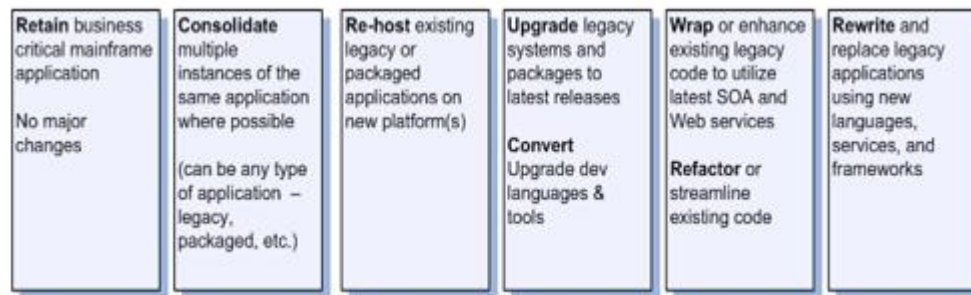 Retain business
critical mainframe
application
No major
changes
Consolidate
multiple
instances of the
same application
where possible
(can be any type
of application –
legacy,
packaged, etc.)
Re-host existing
legacy or
packaged
applications on
new platform(s)
Upgrade legacy
systems and
packages to
latest releases
Convert
Upgrade dev
languages &
tools
Wrap or enhance
existing legacy
code to utilize
latest SOA and
Web services
Refactor or
streamline
existing code
Rewrite and
replace legacy
applications
using new
languages,
services, and
frameworks